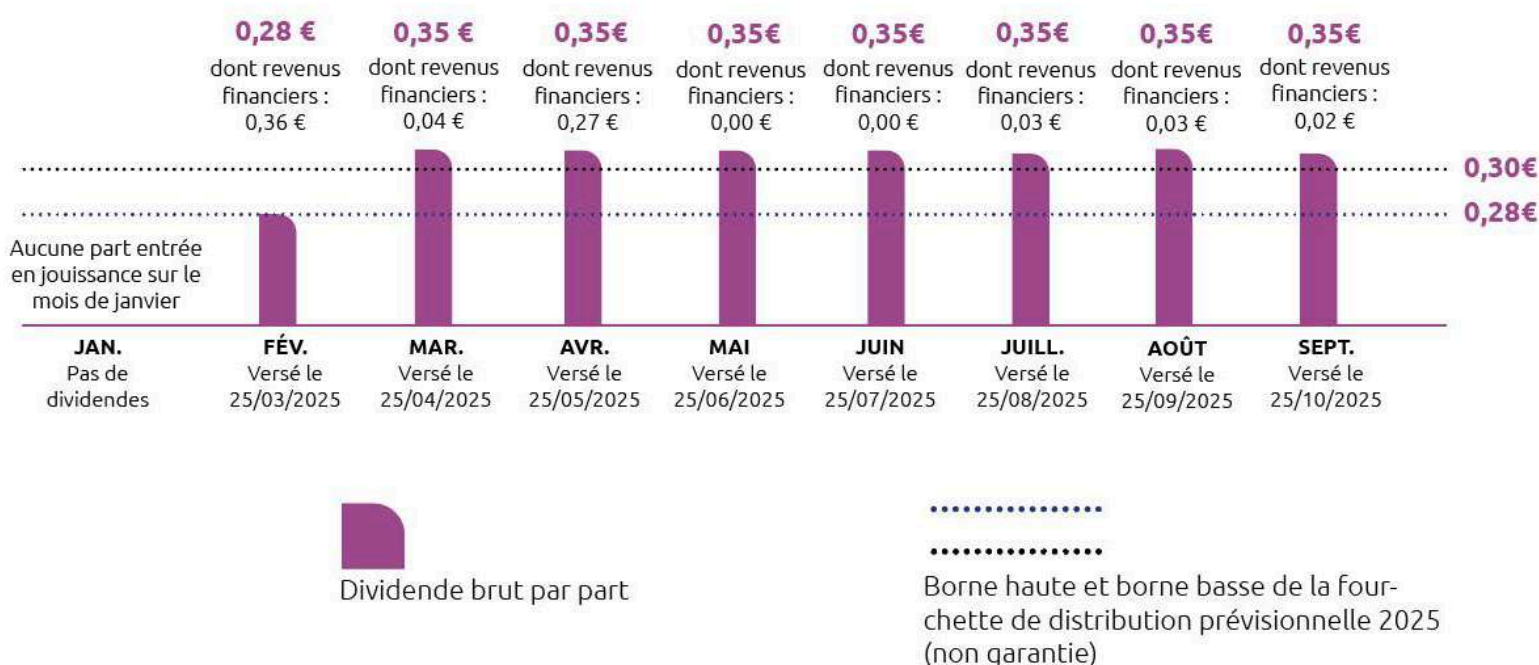 0,28 €
dont revenus
financiers :
0,36 €
0,35 €
dont revenus
financiers :
0,04 €
0,35€
dont revenus
financiers :
0,27 €
0,35€
dont revenus
financiers :
0,00 €
0,35€
dont revenus
financiers :
0,00 €
0,35€
dont revenus
financiers :
0,03 €
0,35€
dont revenus
financiers :
0,03 €
0,35€
dont revenus
financiers :
0,02 €
0,30€
0,28€
Aucune part entrée
en jouissance sur le
mois de janvier
JAN.
Pas de
dividendes
FÉV.
Versé le
25/03/2025
MAR.
Versé le
25/04/2025
AVR.
Versé le
25/05/2025
MAI
Versé le
25/06/2025
JUIN
Versé le
25/07/2025
JUILL.
Versé le
25/08/2025
AOÛT
Versé le
25/09/2025
SEPT.
Versé le
25/10/2025
Dividende brut par part
Borne haute et borne basse de la four-
chette de distribution prévisionnelle 2025
(non garantie)